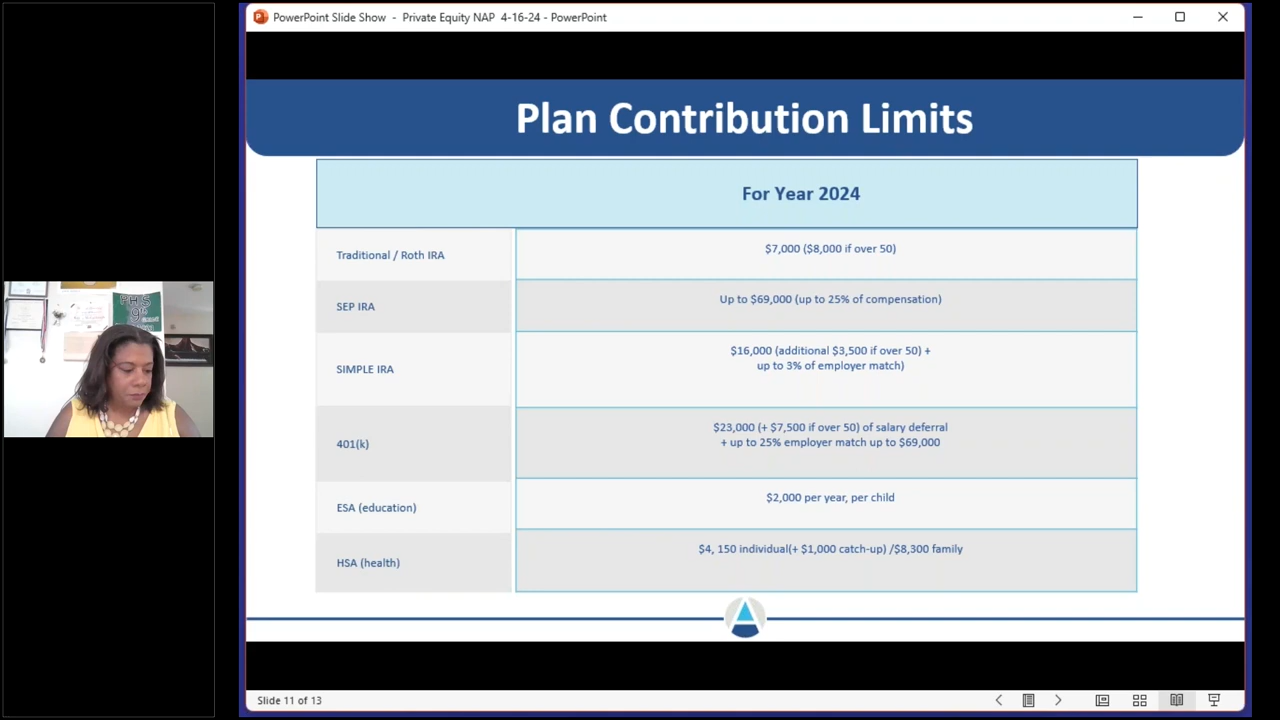 PowerPoint Slide Show - Private Equity NAP 4-16-24 - PowerPoint
Plan Contribution Limits
For Year 2024
Traditional / Roth IRA
$7,000 ($8,000 if over 50)
SEP IRA
Up to $69,000 (up to 25% of compensation)
SIMPLE IRA
$16,000 (additional $3,500 if over 50) +
up to 3% of employer match)
401(k)
$23,000 (+ $7,500 if over 50) of salary deferral
+ up to 25% employer match up to $69,000
ESA (education)
$2,000 per year, per child
HSA (health)
$4, 150 individual(+ $1,000 catch-up) /$8,300 family
Slide 11 of 13
PHS
9th